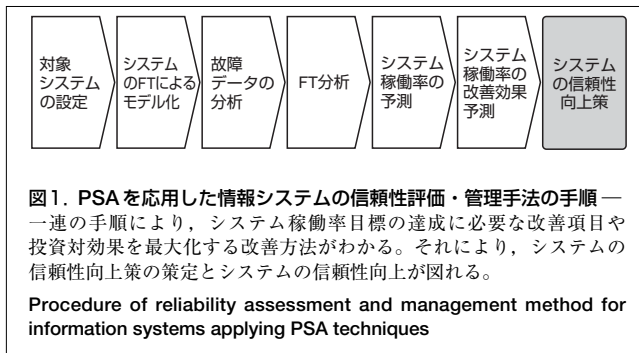 対象
システム
の設定
システム
のFTによる
モデル化
故障
データの
分析
FT分析
システム
稼働率の
予測
システム
稼働率の
改善効果
予測
システム
の信頼性
向上策
図1．PSAを応用した情報システムの信頼性評価・管理手法の手順 —
一連の手順により，システム稼働率目標の達成に必要な改善項目や
投資対効果を最大化する改善方法がわかる。それにより，システムの
信頼性向上策の策定とシステムの信頼性向上が図れる。
Procedure of reliability assessment and management method for
information systems applying PSA techniques